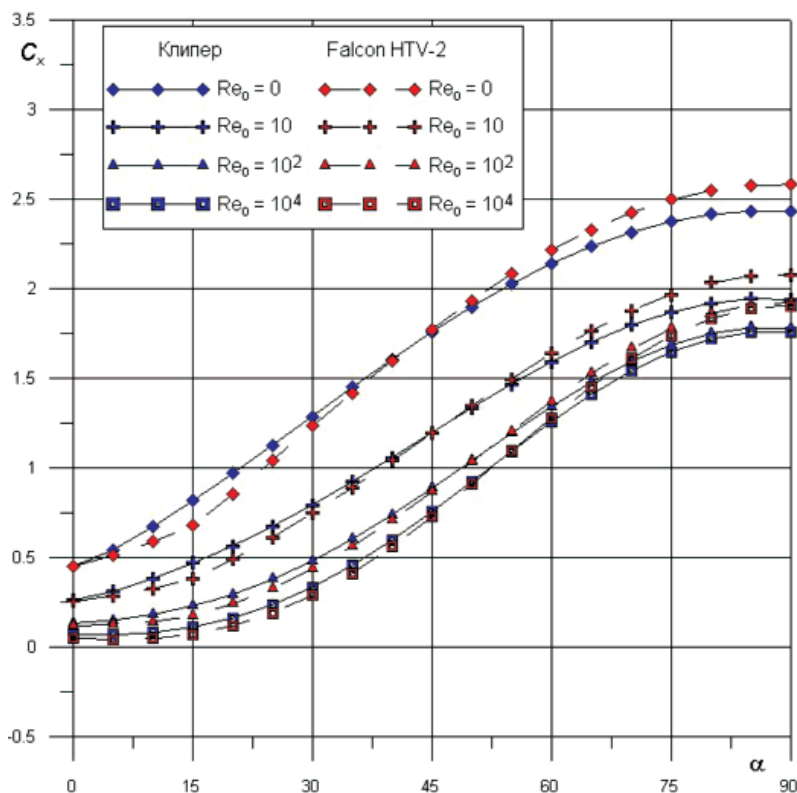 3.5
Cₓ
Клипер Falcon HTV-2
Re₀ = 0 Re₀ = 0
Re₀ = 10 Re₀ = 10
Re₀ = 10² Re₀ = 10²
Re₀ = 10⁴ Re₀ = 10⁴
3
2.5
2
1.5
1
0.5
0
-0.5
0 15 30 45 60 75 90
α